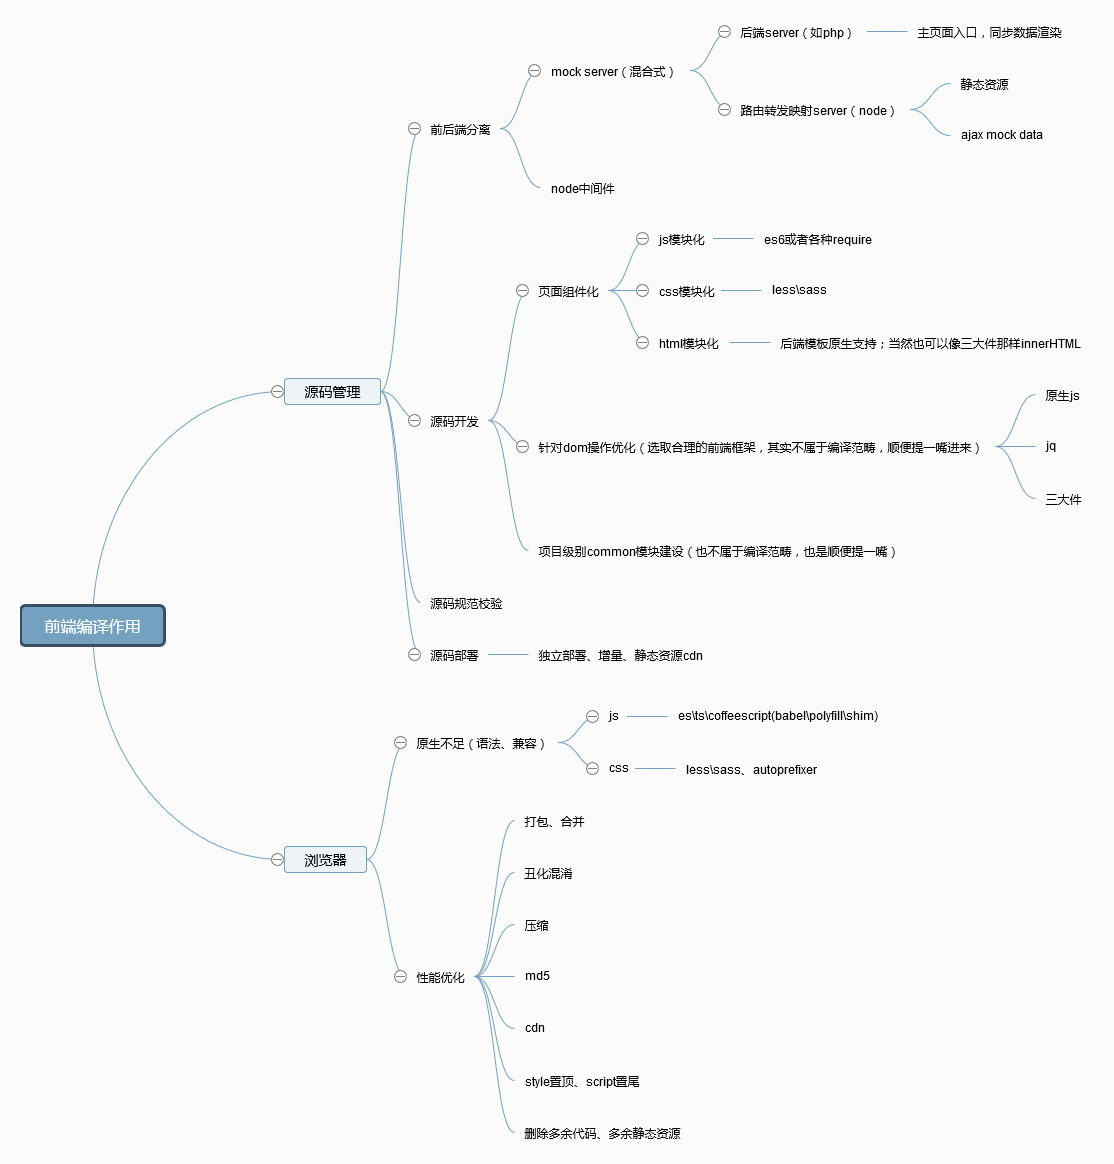 前端编译作用
源码管理
前后端分离
mock server（混合式）
后端server（如php）
主页面入口，同步数据渲染
路由转发映射server（node）
静态资源
ajax mock data
node中间件
源码开发
页面组件化
js模块化
es6或者各种require
css模块化
less\sass
html模块化
后端模板原生支持；当然也可以像三大件那样innerHTML
针对dom操作优化（选取合理的前端框架，其实不属于编译范畴，顺便提一嘴进来）
原生js
jq
三大件
项目级别common模块建设（也不属于编译范畴，也是顺便提一嘴）
源码规范校验
源码部署
独立部署、增量、静态资源cdn
浏览器
原生不足（语法、兼容）
js
es\ts\coffeescript(babel\polyfill\shim)
css
less\sass、autoprefixer
性能优化
打包、合并
丑化混淆
压缩
md5
cdn
style置顶、script置尾
删除多余代码、多余静态资源